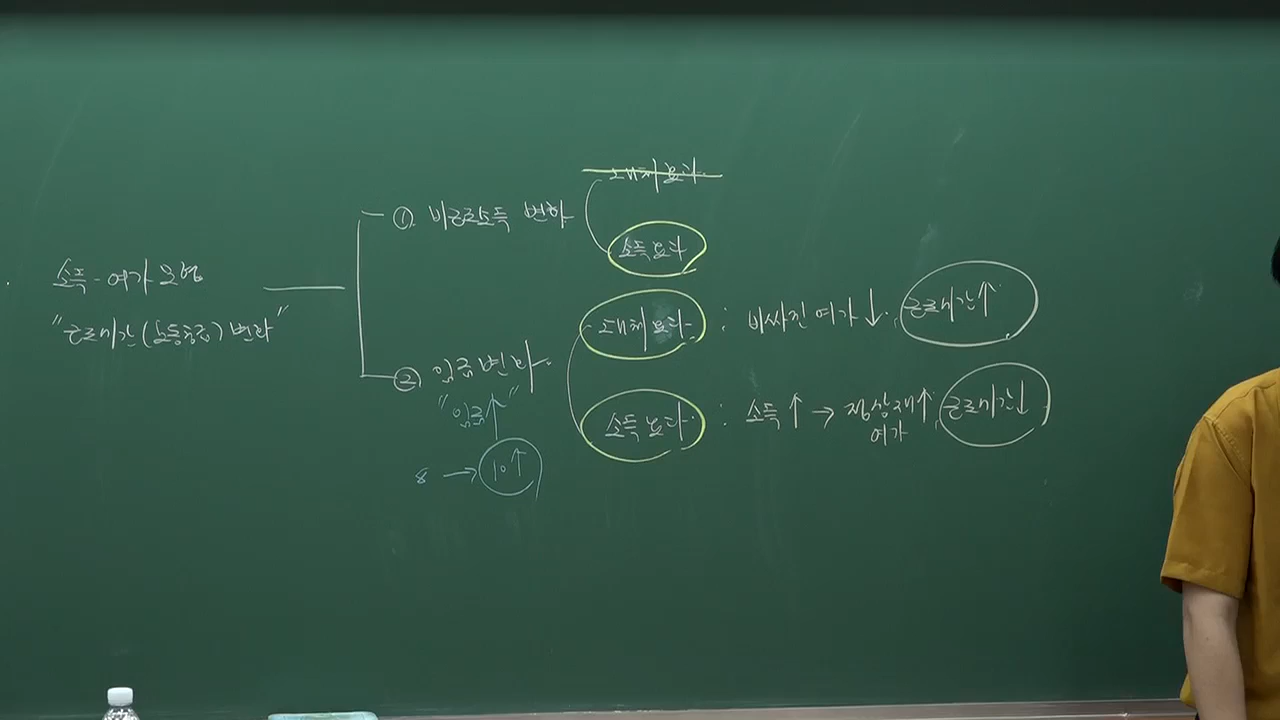 소득-여가 모형
"근로시간 (노동공급) 변화"
① 비근로소득 변화
대체효과
소득효과
② 임금변화
"임금↑"
8 → 10↑
대체효과 : 비싸진 여가↓. 근로시간↑
소득효과 : 소득↑ → 정상재↑ 근로시간↓
여가